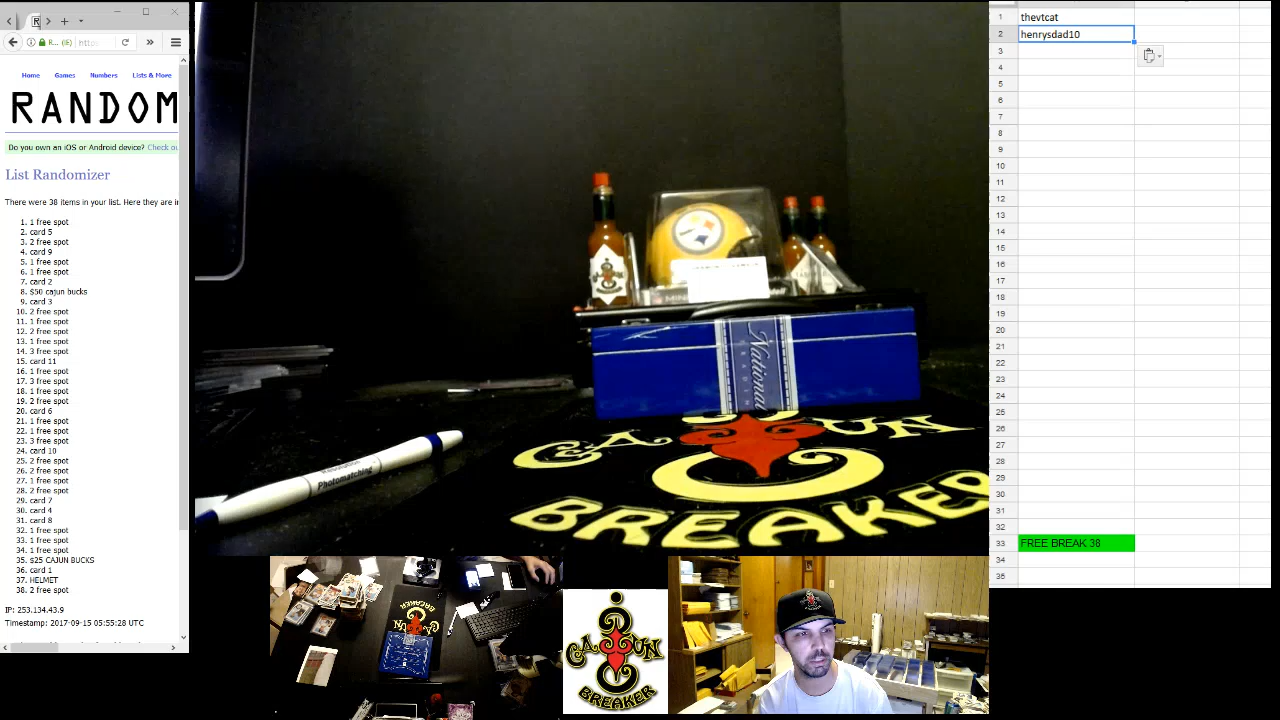 thevtcat
henrysdad10
FREE BREAK 38
https:
Home Games Numbers Lists & More
RANDOM
Do you own an iOS or Android device? Check ou
List Randomizer
There were 38 items in your list. Here they are in
1. 1 free spot
2. card 5
3. 2 free spot
4. card 9
5. 1 free spot
6. 1 free spot
7. card 2
8. $50 cajun bucks
9. card 3
10. 2 free spot
11. 1 free spot
12. 2 free spot
13. 1 free spot
14. 3 free spot
15. card 11
16. 1 free spot
17. 3 free spot
18. 1 free spot
19. 2 free spot
20. card 6
21. 1 free spot
22. 1 free spot
23. 3 free spot
24. card 10
25. 2 free spot
26. 2 free spot
27. 1 free spot
28. 2 free spot
29. card 7
30. card 4
31. card 8
32. 1 free spot
33. 1 free spot
34. 1 free spot
35. $25 CAJUN BUCKS
36. card 1
37. HELMET
38. 2 free spot
IP: 253.134.43.9
Timestamp: 2017-09-15 05:55:28 UTC
National
Photomatching
CAJUN
BREAKER
CAJUN
BREAKER